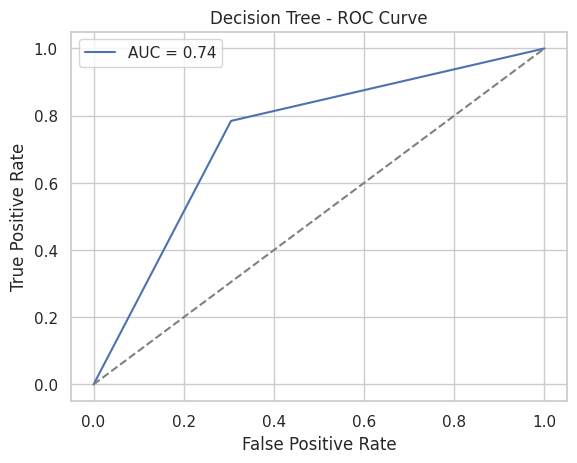 Decision Tree - ROC Curve
AUC = 0.74
True Positive Rate
1.0
0.8
0.6
0.4
0.2
0.0
0.0 0.2 0.4 0.6 0.8 1.0
False Positive Rate